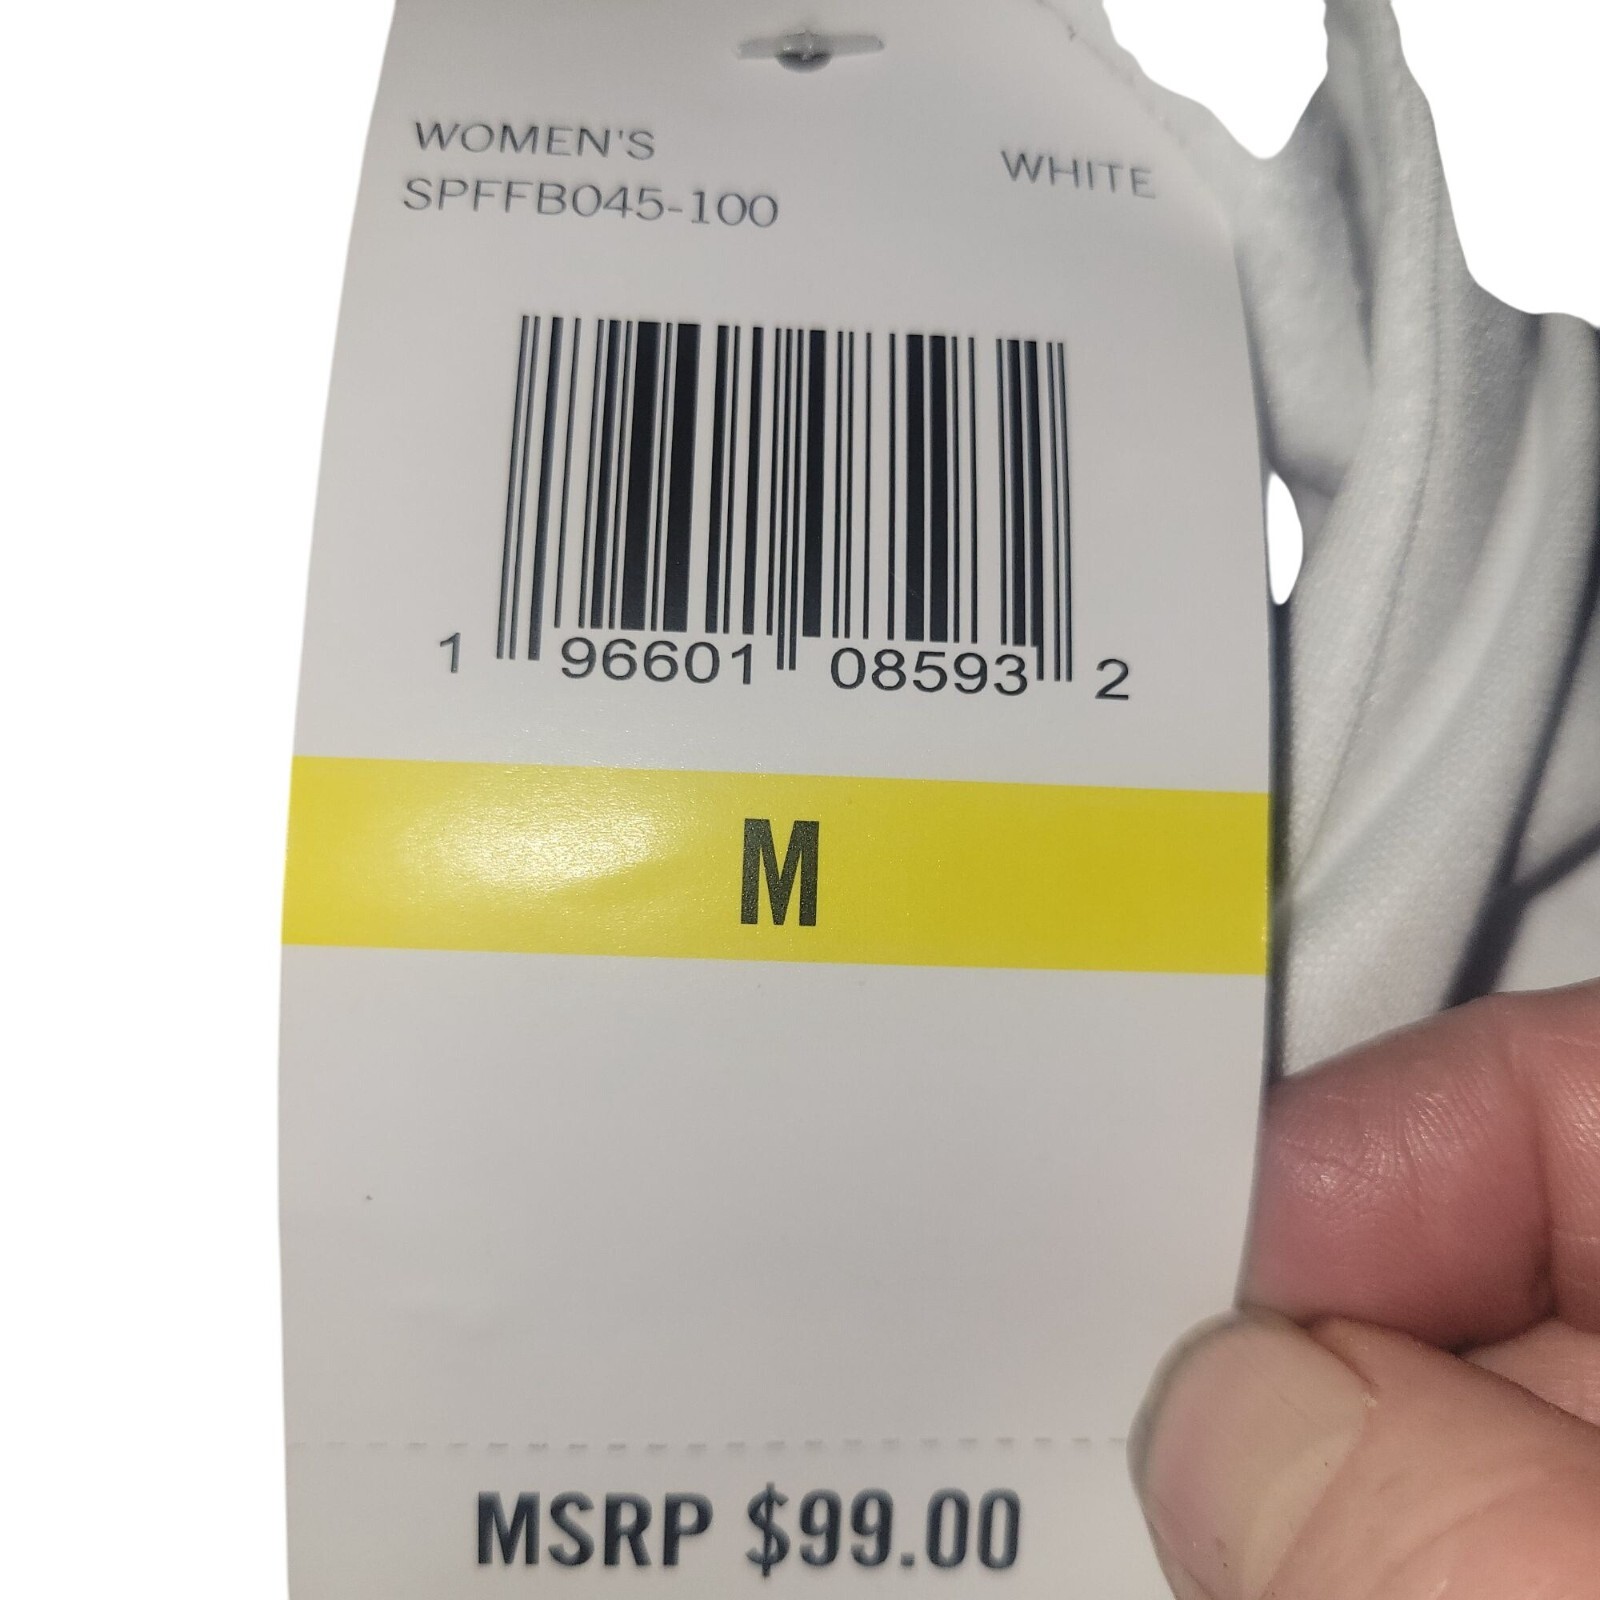 WOMEN'S WHITE
SPFFB045-100
1 96601 08593 2
M
MSRP $99.00